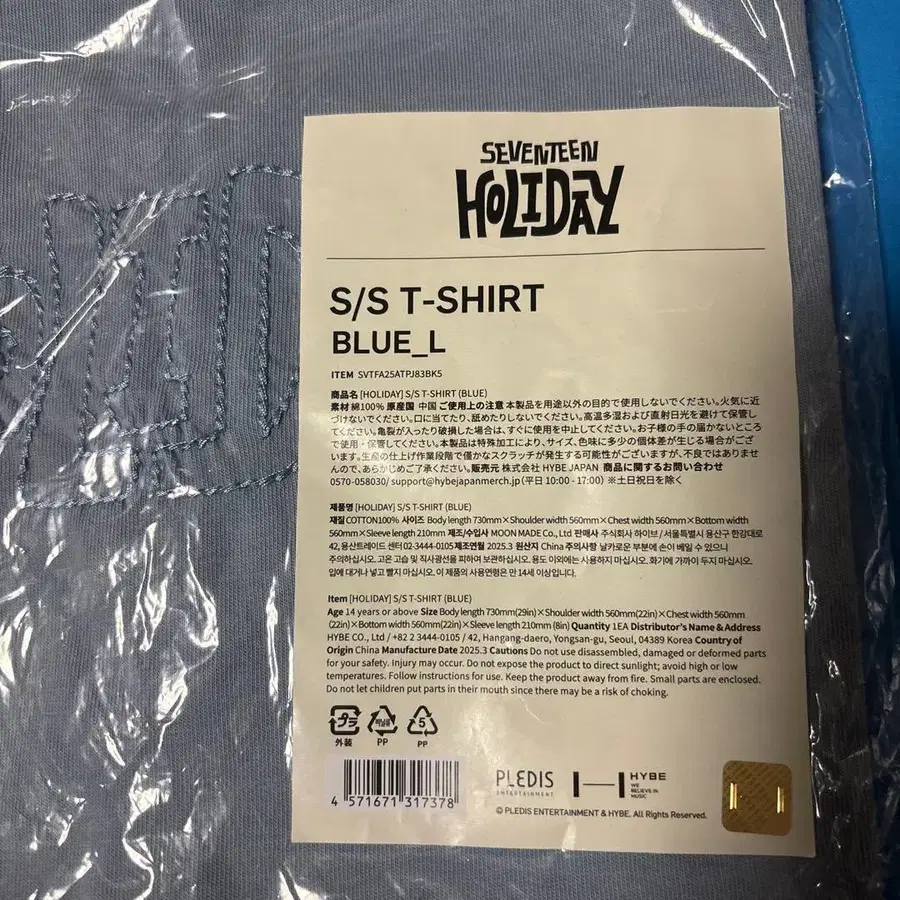 SEVENTEEN
HOLIDAY
S/S T-SHIRT
BLUE_L
ITEM SVTFA25ATPJ83BK5
商品名 [HOLIDAY] S/S T-SHIRT (BLUE)
素材 綿100% 原産国 中国 ご使用上の注意 本製品を用途以外の目的で使用しないでください。火気に近
づけないでください。口に当てたり、舐めたりしないでください。高温多湿および直射日光を避けて保管し
てください。亀裂が入ったり破損した場合は、すぐに使用を中止してください。お子様の手の届かないところ
で使用・保管してください。本製品は特殊加工により、サイズ、色味に多少の個体差が生じる場合がござ
います。生産の仕上げ作業段階で僅かなスクラッチが発生する可能性がございますが、不良ではありませ
んので、あらかじめご了承ください。販売元 株式会社 HYBE JAPAN 商品に関するお問い合わせ
0570-058030/ support@hybejapanmerch.jp(平日 10:00 - 17:00) ※土日祝日を除く
제품명 [HOLIDAY] S/S T-SHIRT (BLUE)
재질 COTTON100% 사이즈 Body length 730mm×Shoulder width 560mm×Chest width 560mm×Bottom width
560mm×Sleeve length 210mm 제조/수입사 MOON MADE Co., Ltd 판매사 주식회사 하이브 / 서울특별시 용산구 한강대로
42, 용산트레이드 센터 02-3444-0105 제조연월 2025.3 원산지 China 주의사항 날카로운 부분에 손이 베일 수 있으니
주의하십시오. 고온 고습 및 직사광선을 피하여 보관하십시오. 용도 이외에는 사용하지 마십시오. 화기에 가까이 두지 마십시오.
입에 대거나 넣고 빨지 마십시오. 이 제품의 사용연령은 만 14세 이상입니다.
Item [HOLIDAY] S/S T-SHIRT (BLUE)
Age 14 years or above Size Body length 730mm(29in)×Shoulder width 560mm(22in)×Chest width 560mm
(22in)×Bottom width 560mm(22in)×Sleeve length 210mm (8in) Quantity 1EA Distributor's Name & Address
HYBE CO., Ltd / +82 2 3444-0105 / 42, Hangang-daero, Yongsan-gu, Seoul, 04389 Korea Country of
Origin China Manufacture Date 2025.3 Cautions Do not use disassembled, damaged or deformed parts
for your safety. Injury may occur. Do not expose the product to direct sunlight; avoid high or low
temperatures. Follow instructions for use. Keep the product away from fire. Small parts are enclosed.
Do not let children put parts in their mouth since there may be a risk of choking.
プラ 비닐류 5
外装 PP PP
4 571671 317378
PLEDIS
ENTERTAINMENT
HYBE
WE
BELIEVE IN
MUSIC
© PLEDIS ENTERTAINMENT & HYBE. All Rights Reserved.